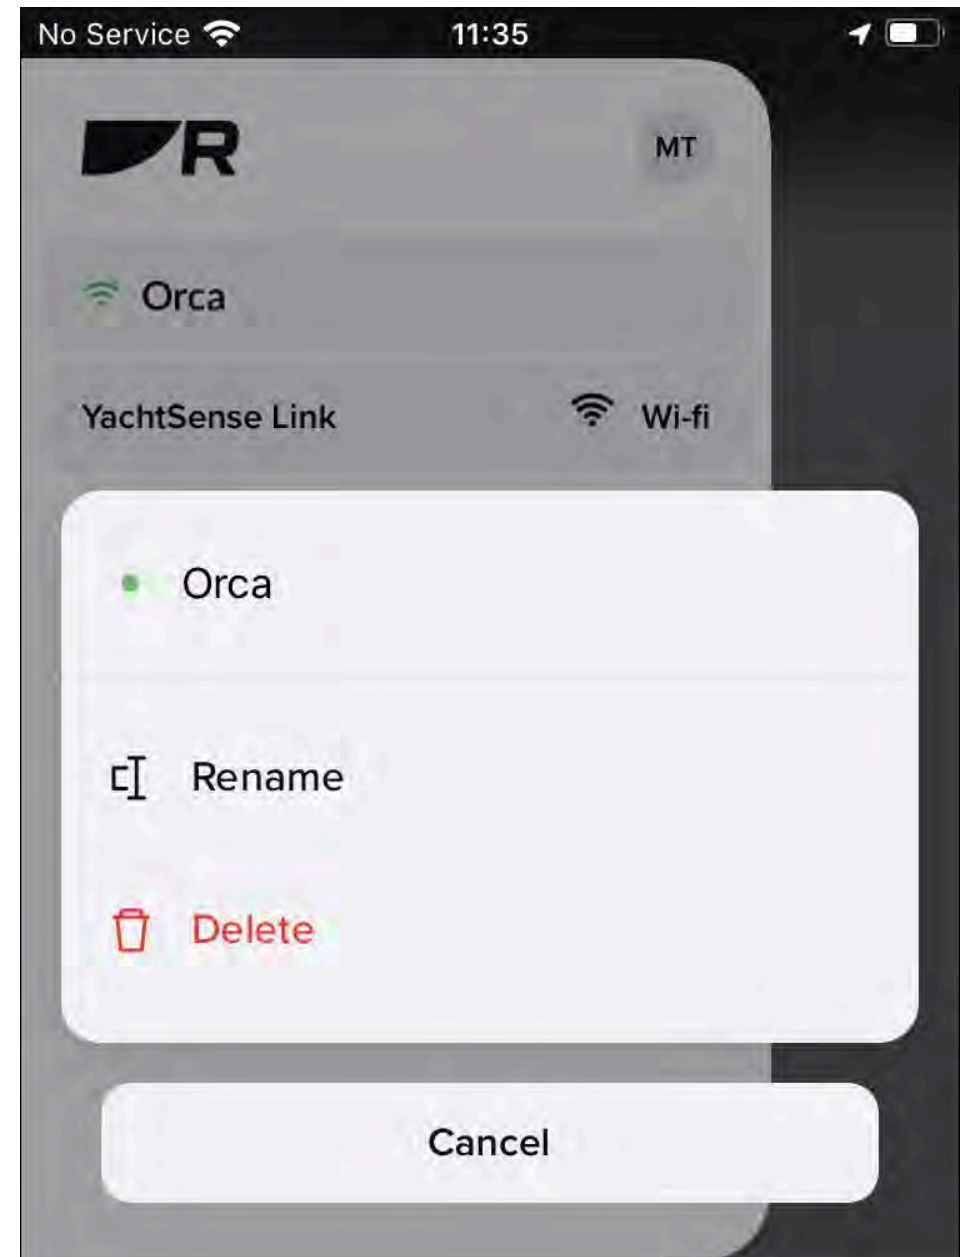 No Service 11:35
R MT
Orca
YachtSense Link Wi-fi
Orca
Rename
Delete
Cancel